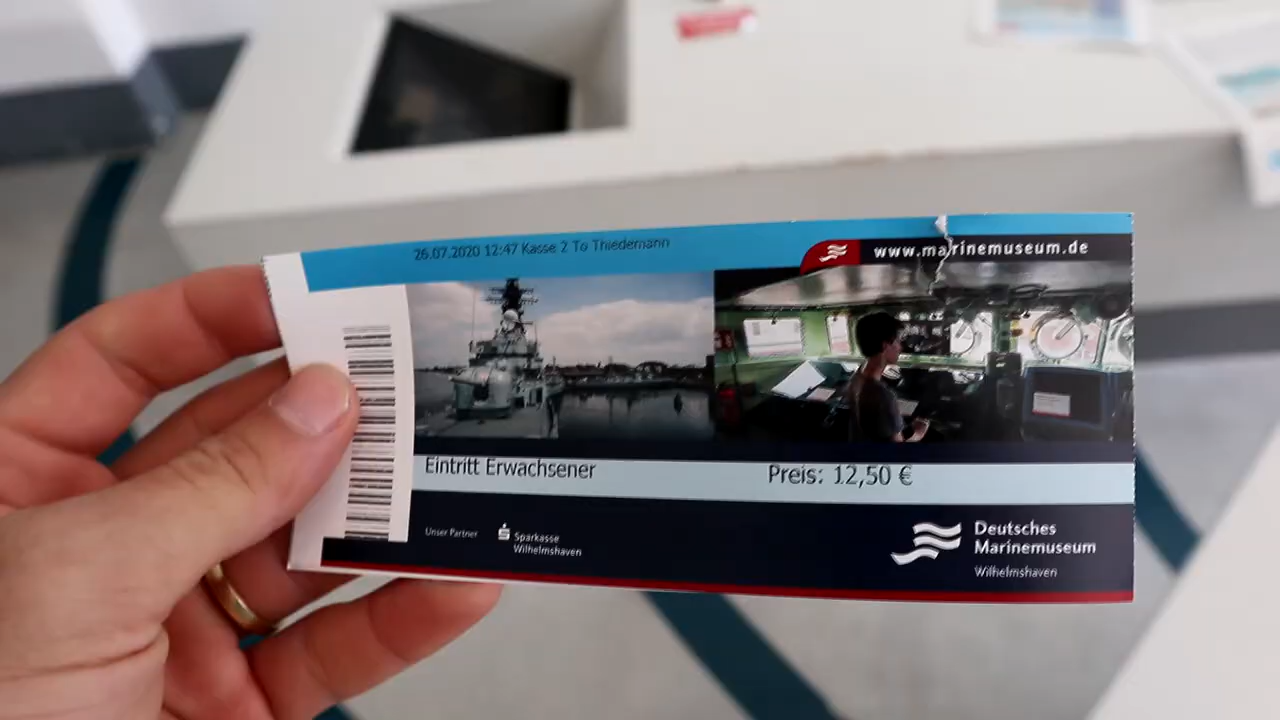 26.07.2020 12:47 Kasse 2 To Thiedemann
www.marinemuseum.de
Eintritt Erwachsener
Preis: 12,50 €
Unser Partner
Sparkasse
Wilhelmshaven
Deutsches
Marinemuseum
Wilhelmshaven